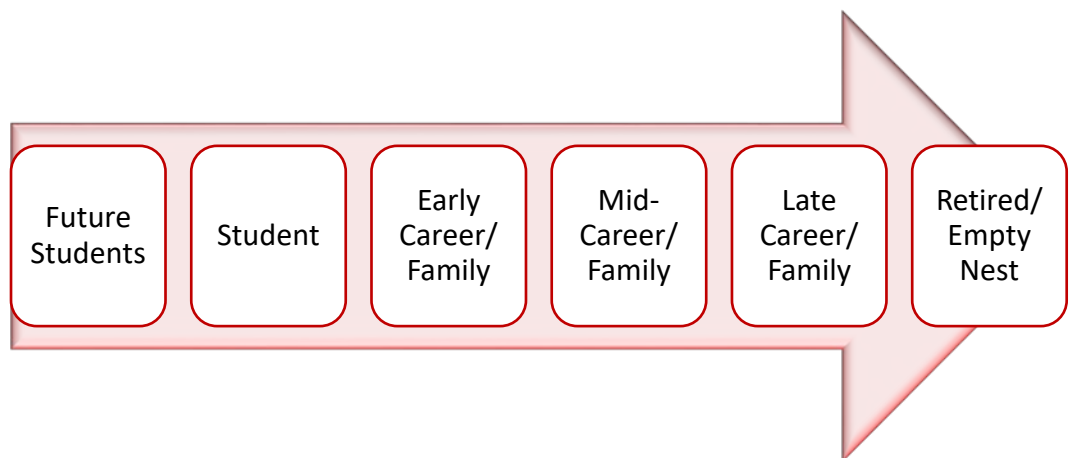 Future
Students
Student
Early
Career/
Family
Mid-
Career/
Family
Late
Career/
Family
Retired/
Empty
Nest